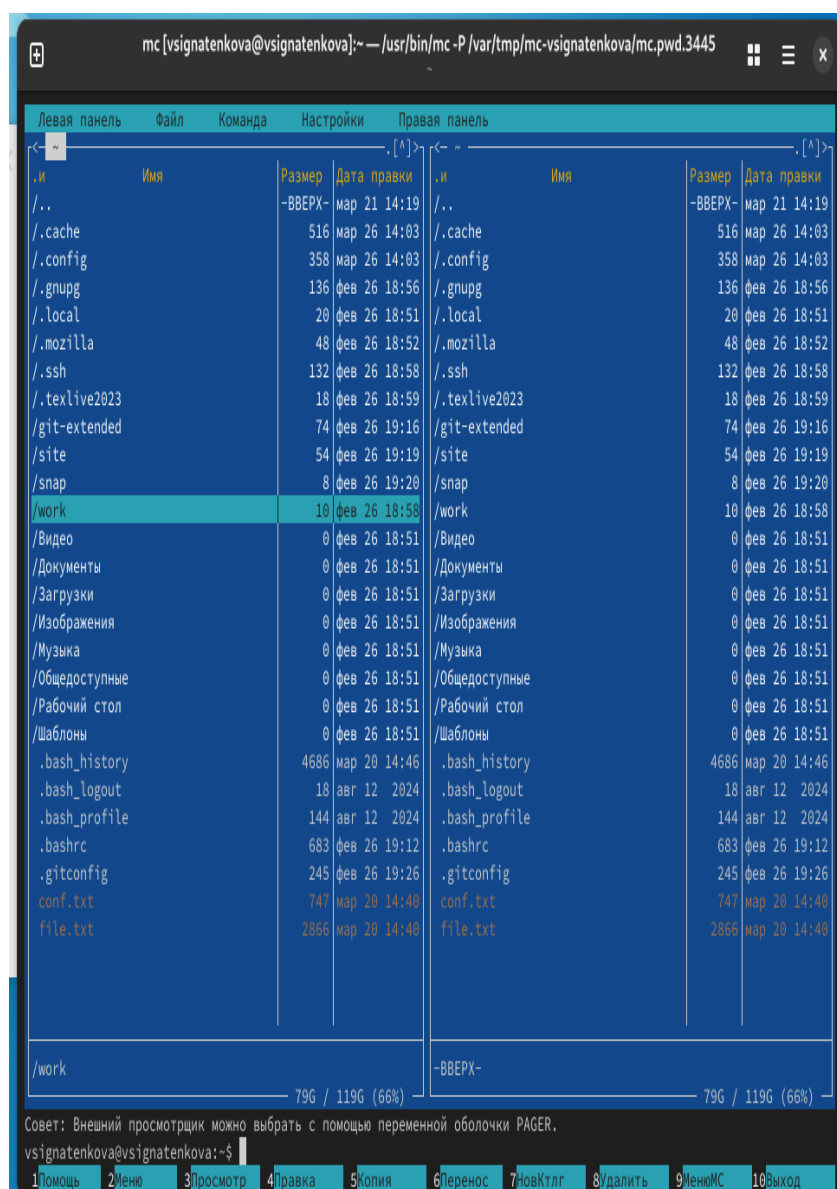 mc [vsignatenkova@vsignatenkova]:~ — /usr/bin/mc -P /var/tmp/mc-vsignatenkova/mc.pwd.3445
~
Левая панель Файл Команда Настройки Правая панель
<- ~ .[^]> <- ~ .[^]>
.и Имя Размер Дата правки .и Имя Размер Дата правки
/.. -ВВЕРХ- мар 21 14:19 /.. -ВВЕРХ- мар 21 14:19
/.cache 516 мар 26 14:03 /.cache 516 мар 26 14:03
/.config 358 мар 26 14:03 /.config 358 мар 26 14:03
/.gnupg 136 фев 26 18:56 /.gnupg 136 фев 26 18:56
/.local 20 фев 26 18:51 /.local 20 фев 26 18:51
/.mozilla 48 фев 26 18:52 /.mozilla 48 фев 26 18:52
/.ssh 132 фев 26 18:58 /.ssh 132 фев 26 18:58
/.texlive2023 18 фев 26 18:59 /.texlive2023 18 фев 26 18:59
/git-extended 74 фев 26 19:16 /git-extended 74 фев 26 19:16
/site 54 фев 26 19:19 /site 54 фев 26 19:19
/snap 8 фев 26 19:20 /snap 8 фев 26 19:20
/work 10 фев 26 18:58 /work 10 фев 26 18:58
/Видео 0 фев 26 18:51 /Видео 0 фев 26 18:51
/Документы 0 фев 26 18:51 /Документы 0 фев 26 18:51
/Загрузки 0 фев 26 18:51 /Загрузки 0 фев 26 18:51
/Изображения 0 фев 26 18:51 /Изображения 0 фев 26 18:51
/Музыка 0 фев 26 18:51 /Музыка 0 фев 26 18:51
/Общедоступные 0 фев 26 18:51 /Общедоступные 0 фев 26 18:51
/Рабочий стол 0 фев 26 18:51 /Рабочий стол 0 фев 26 18:51
/Шаблоны 0 фев 26 18:51 /Шаблоны 0 фев 26 18:51
.bash_history 4686 мар 20 14:46 .bash_history 4686 мар 20 14:46
.bash_logout 18 авг 12 2024 .bash_logout 18 авг 12 2024
.bash_profile 144 авг 12 2024 .bash_profile 144 авг 12 2024
.bashrc 683 фев 26 19:12 .bashrc 683 фев 26 19:12
.gitconfig 245 фев 26 19:26 .gitconfig 245 фев 26 19:26
conf.txt 747 мар 20 14:40 conf.txt 747 мар 20 14:40
file.txt 2866 мар 20 14:40 file.txt 2866 мар 20 14:40
/work -ВВЕРХ-
79G / 119G (66%) 79G / 119G (66%)
Совет: Внешний просмотрщик можно выбрать с помощью переменной оболочки PAGER.
vsignatenkova@vsignatenkova:~$
1Помощь 2Меню 3Просмотр 4Правка 5Копия 6Перенос 7НовКтлг 8Удалить 9МенюMC 10Выход